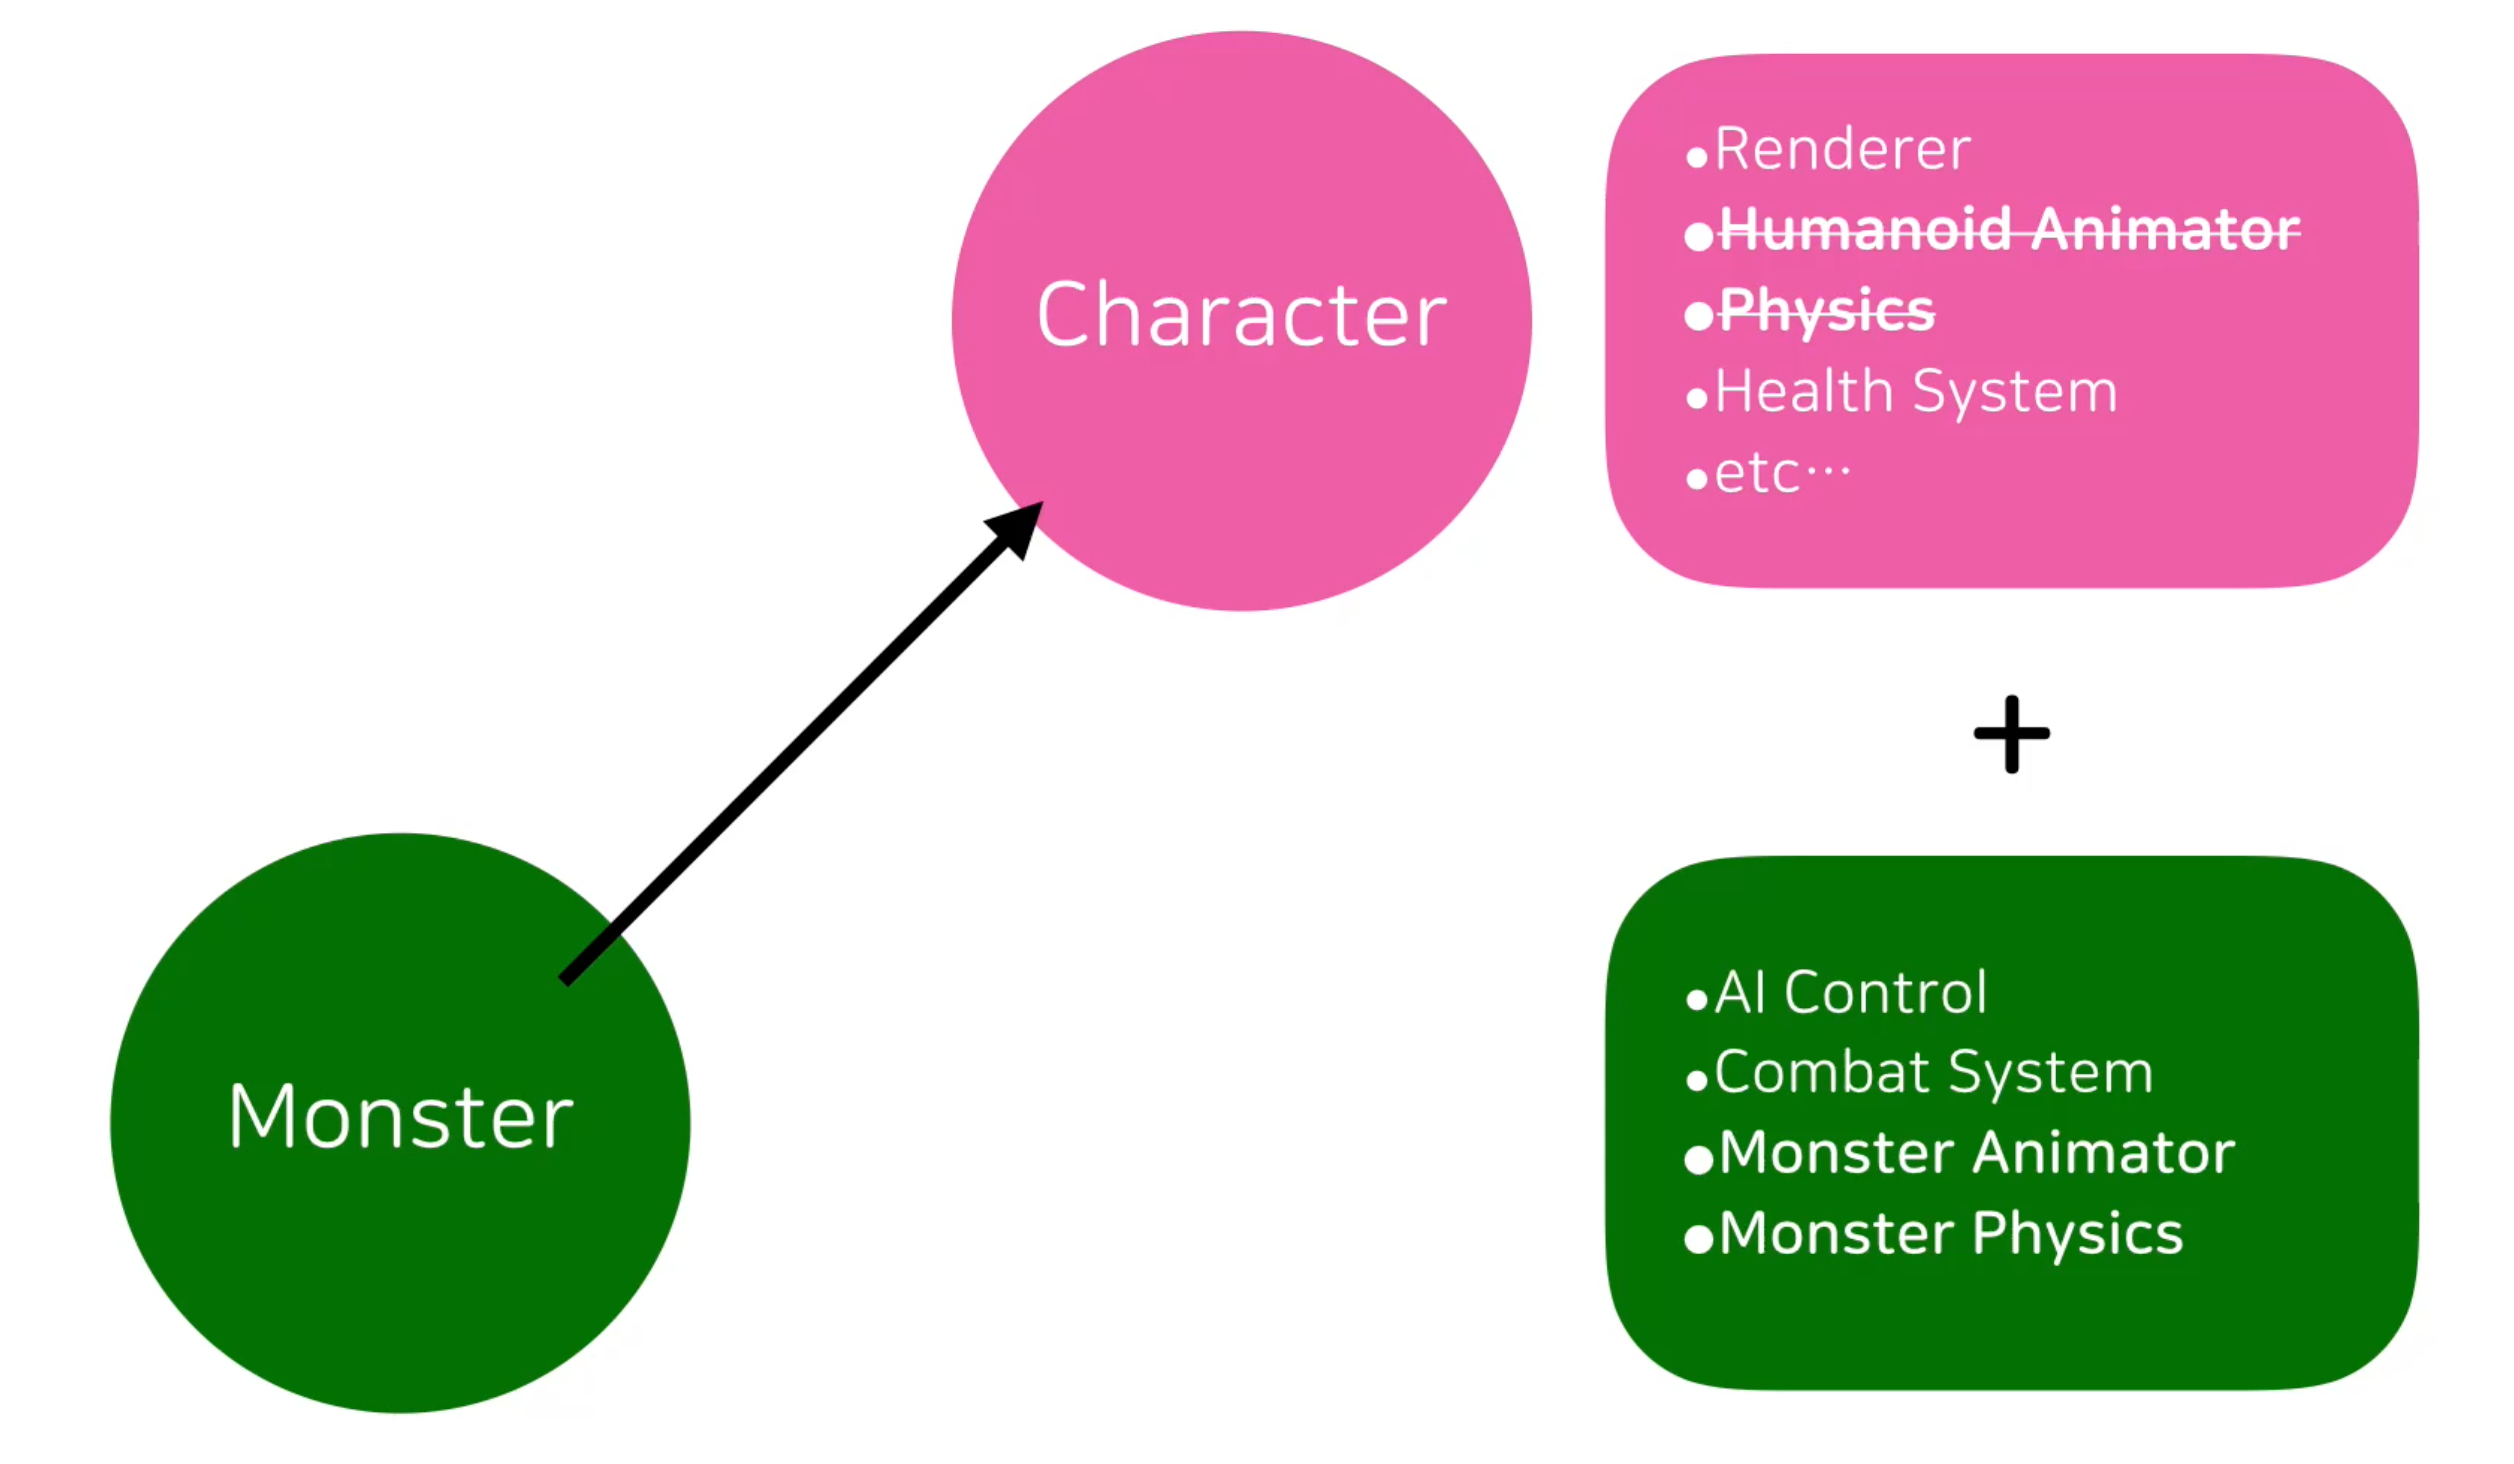 Character
•Renderer
•Humanoid Animator
•Physics
•Health System
•etc…
+
Monster
•AI Control
•Combat System
•Monster Animator
•Monster Physics